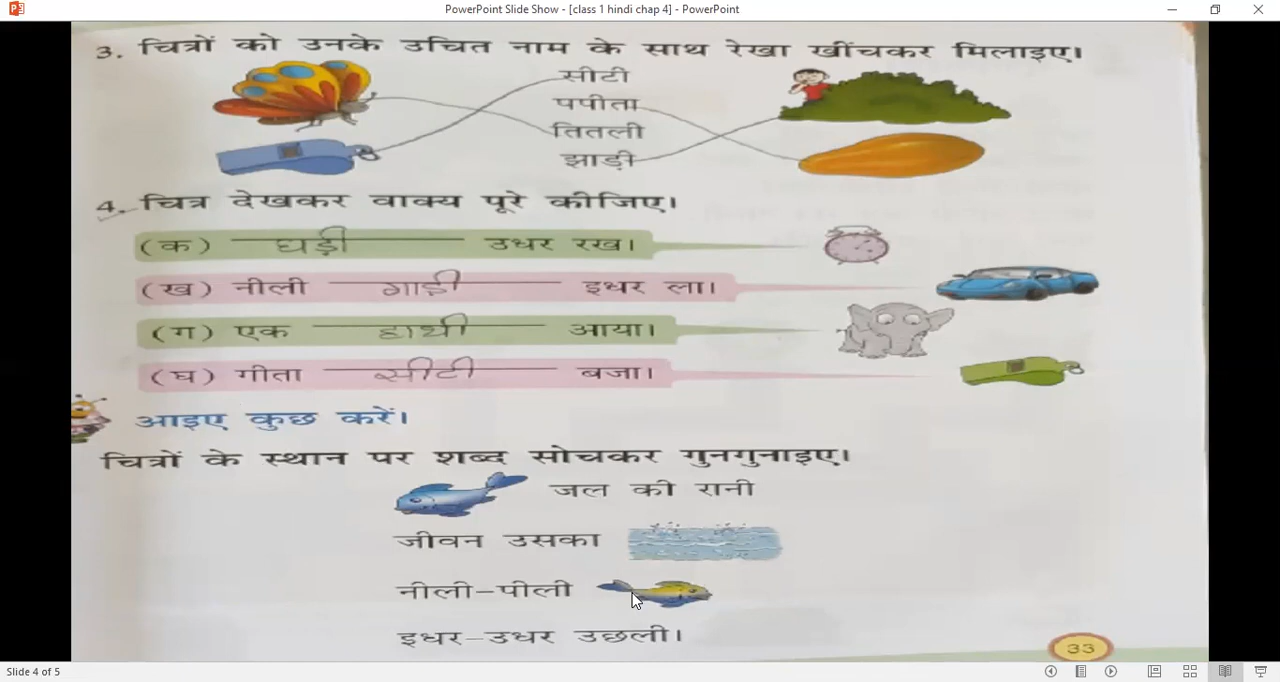 PowerPoint Slide Show - [class 1 hindi chap 4] - PowerPoint
3. चित्रों को उनके उचित नाम के साथ रेखा खींचकर मिलाइए।
सीटी
पपीता
तितली
झाड़ी
4. चित्र देखकर वाक्य पूरे कीजिए।
(क) घड़ी उधर रख।
(ख) नीली गाड़ी इधर ला।
(ग) एक हाथी आया।
(घ) गीता सीटी बजा।
आइए कुछ करें।
चित्रों के स्थान पर शब्द सोचकर गुनगुनाइए।
जल की रानी
जीवन उसका
नीली-पीली
इधर-उधर उछली।
33
Slide 4 of 5